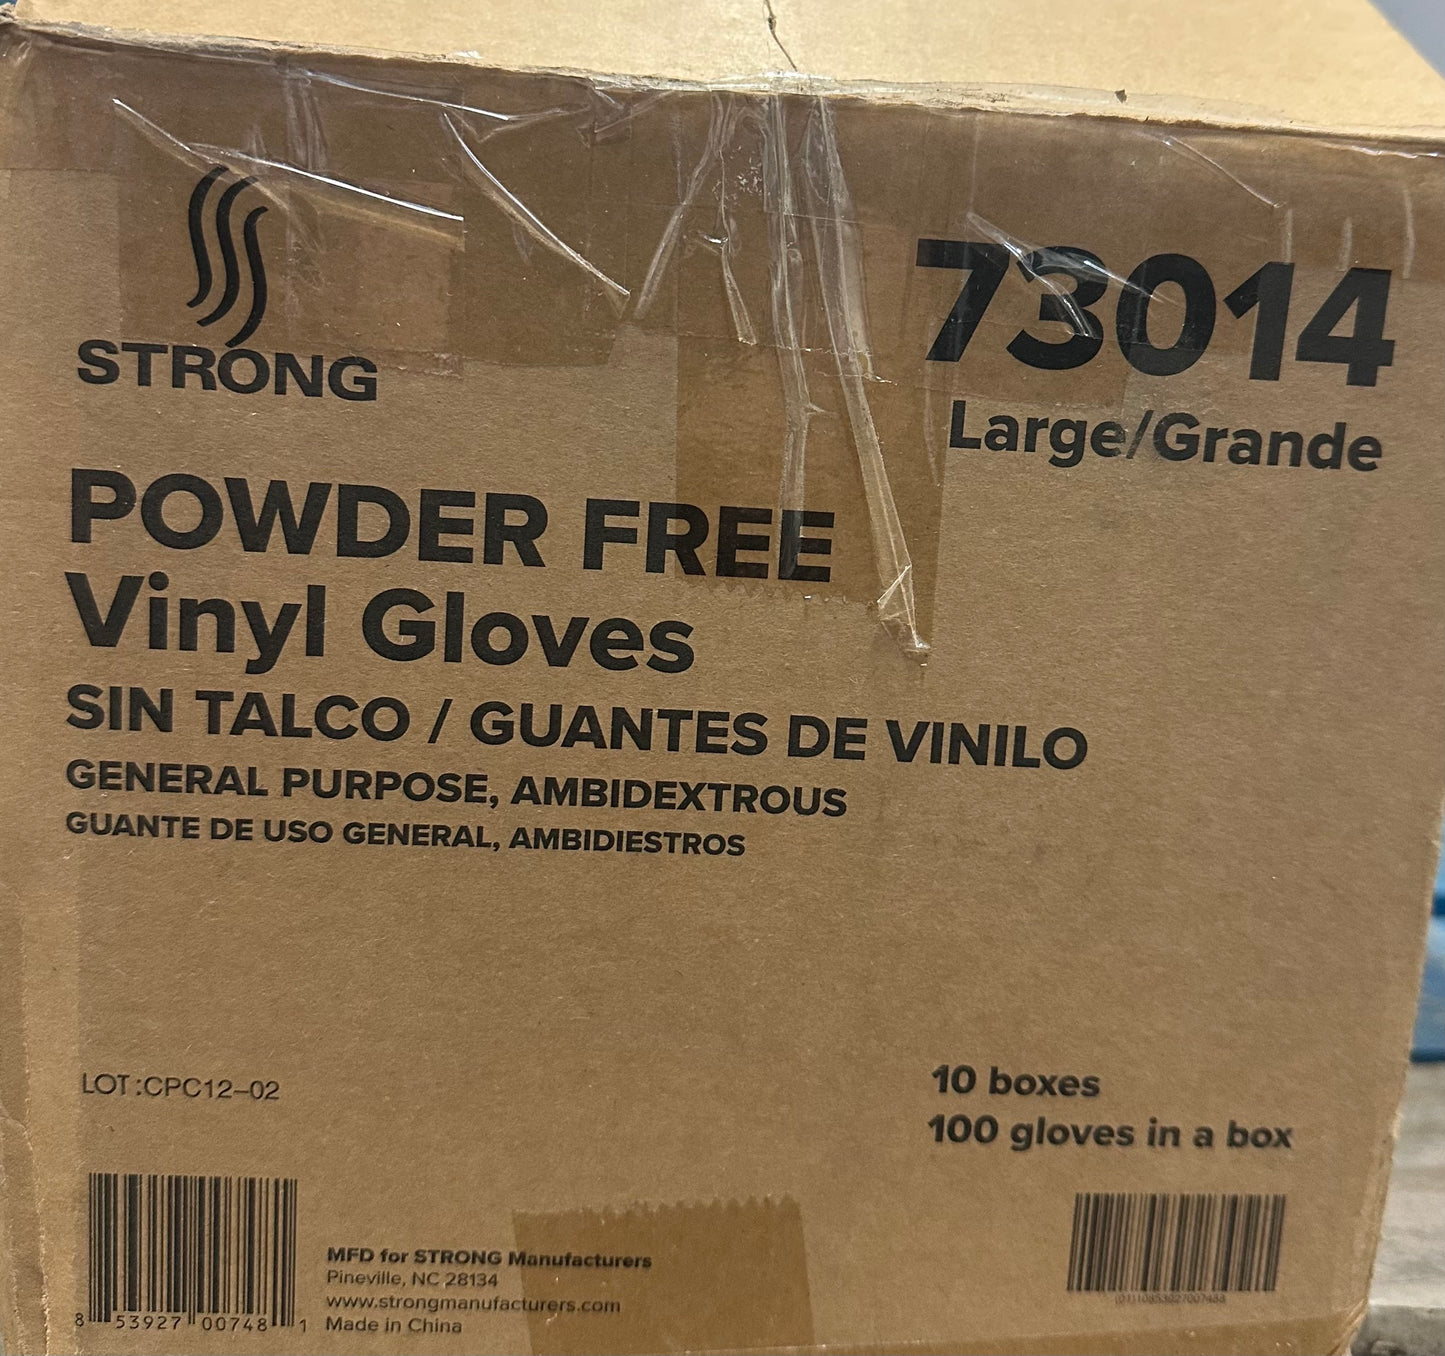 STRONG
73014
Large/Grande
POWDER FREE
Vinyl Gloves
SIN TALCO / GUANTES DE VINILO
GENERAL PURPOSE, AMBIDEXTROUS
GUANTE DE USO GENERAL, AMBIDIESTROS
LOT:CPC12-02
10 boxes
100 gloves in a box
MFD for STRONG Manufacturers
Pineville, NC 28134
www.strongmanufacturers.com
Made in China
8 53927 00748 1